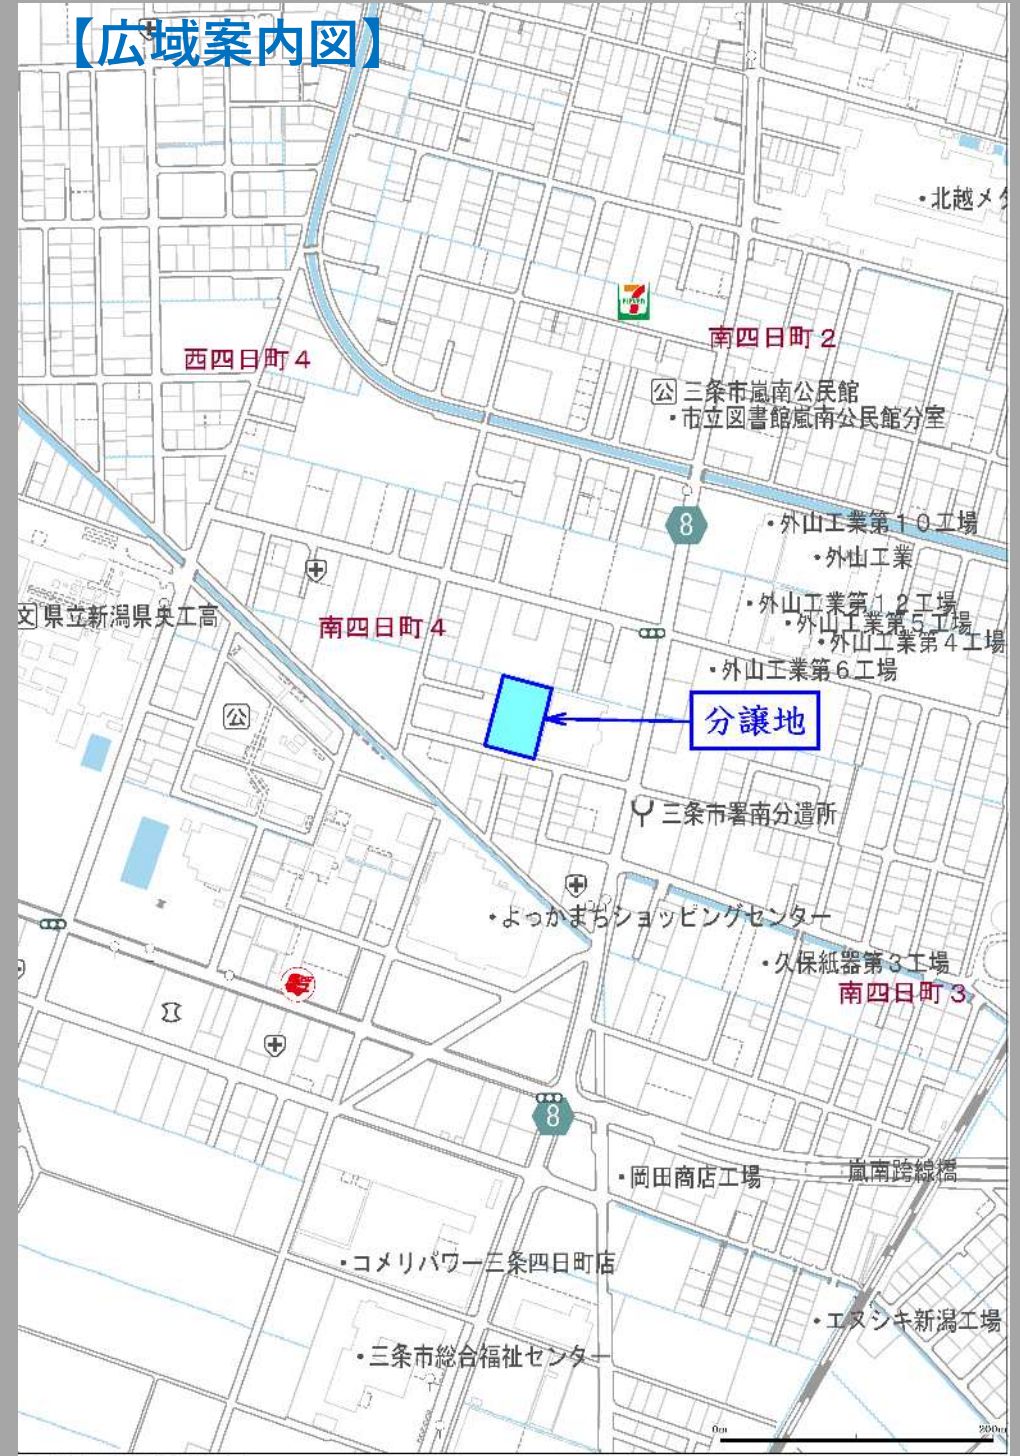 【広域案内図】
・北越メタ
ELEVEN
南四日町2
西四日町4
公 三条市嵐南公民館
・市立図書館嵐南公民館分室
8
・外山工業第10工場
・外山工業
・外山工業第12工場
・外山工業第5工場
・外山工業第4工場
文 県立新潟県央工高
南四日町4
・外山工業第6工場
公
分譲地
三条市署南分遣所
・よっかまちショッピングセンター
・久保紙器第3工場
南四日町3
8
・岡田商店工場
嵐南跨線橋
・コメリパワー三条四日町店
・エヌシキ新潟工場
・三条市総合福祉センター
0m
200m